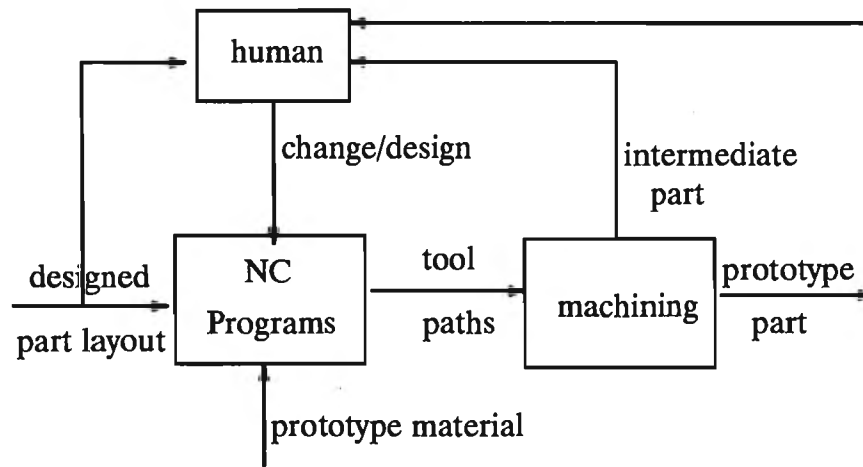 human
change/design
intermediate
part
designed
part layout
NC
Programs
tool
paths
machining
prototype
part
prototype material